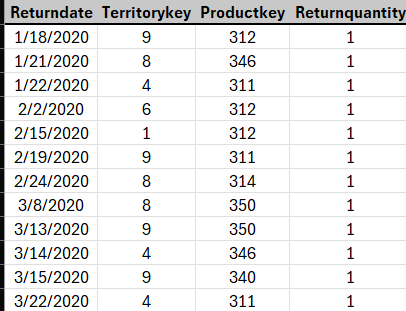 Returndate Territorykey Productkey Returnquantity
1/18/2020 9 312 1
1/21/2020 8 346 1
1/22/2020 4 311 1
2/2/2020 6 312 1
2/15/2020 1 312 1
2/19/2020 9 311 1
2/24/2020 8 314 1
3/8/2020 8 350 1
3/13/2020 9 350 1
3/14/2020 4 346 1
3/15/2020 9 340 1
3/22/2020 4 311 1